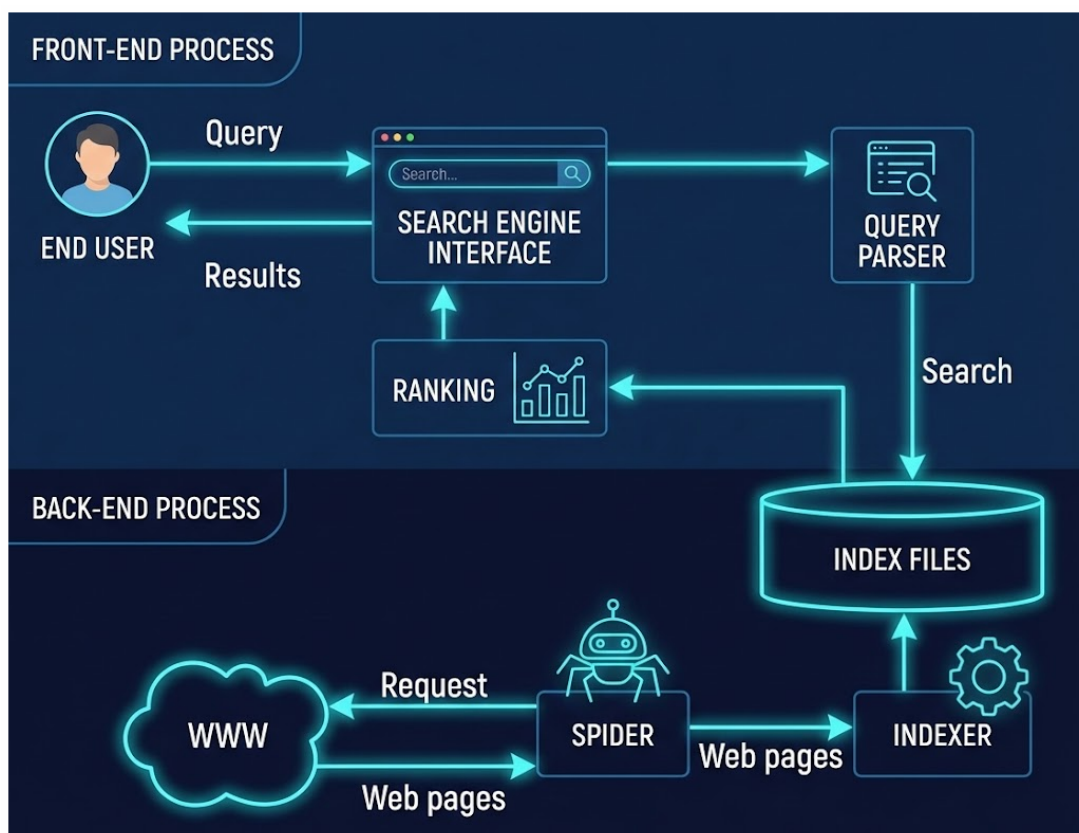 FRONT-END PROCESS
Query
Search...
SEARCH ENGINE
INTERFACE
END USER
Results
QUERY
PARSER
RANKING
Search
BACK-END PROCESS
INDEX FILES
WWW
Request
Web pages
SPIDER
Web pages
INDEXER